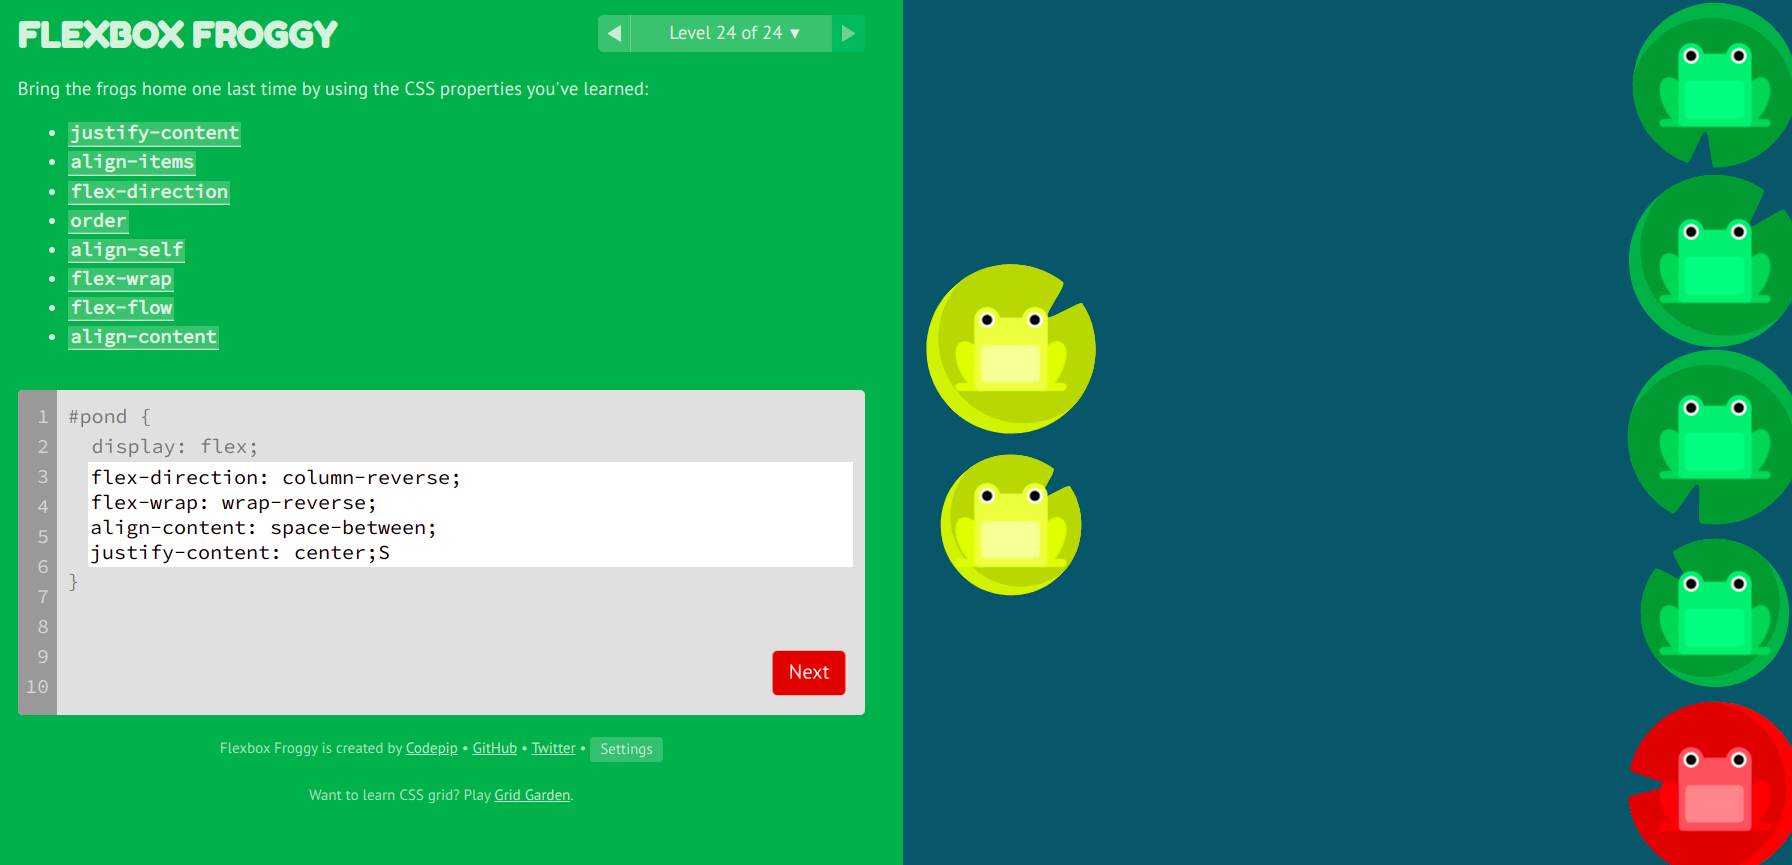 FLEXBOX FROGGY
◀ Level 24 of 24 ▼ ▶
Bring the frogs home one last time by using the CSS properties you've learned:
• justify-content
• align-items
• flex-direction
• order
• align-self
• flex-wrap
• flex-flow
• align-content
1 #pond {
2 display: flex;
3 flex-direction: column-reverse;
4 flex-wrap: wrap-reverse;
5 align-content: space-between;
6 justify-content: center;S
}
7
8
9
10
Next
Flexbox Froggy is created by Codepip • GitHub • Twitter • Settings
Want to learn CSS grid? Play Grid Garden.